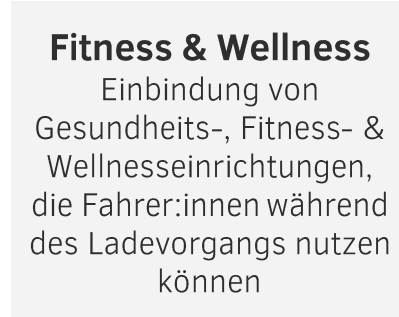 Fitness & Wellness
Einbindung von
Gesundheits-, Fitness- &
Wellnesseinrichtungen,
die Fahrer:innen während
des Ladevorgangs nutzen
können